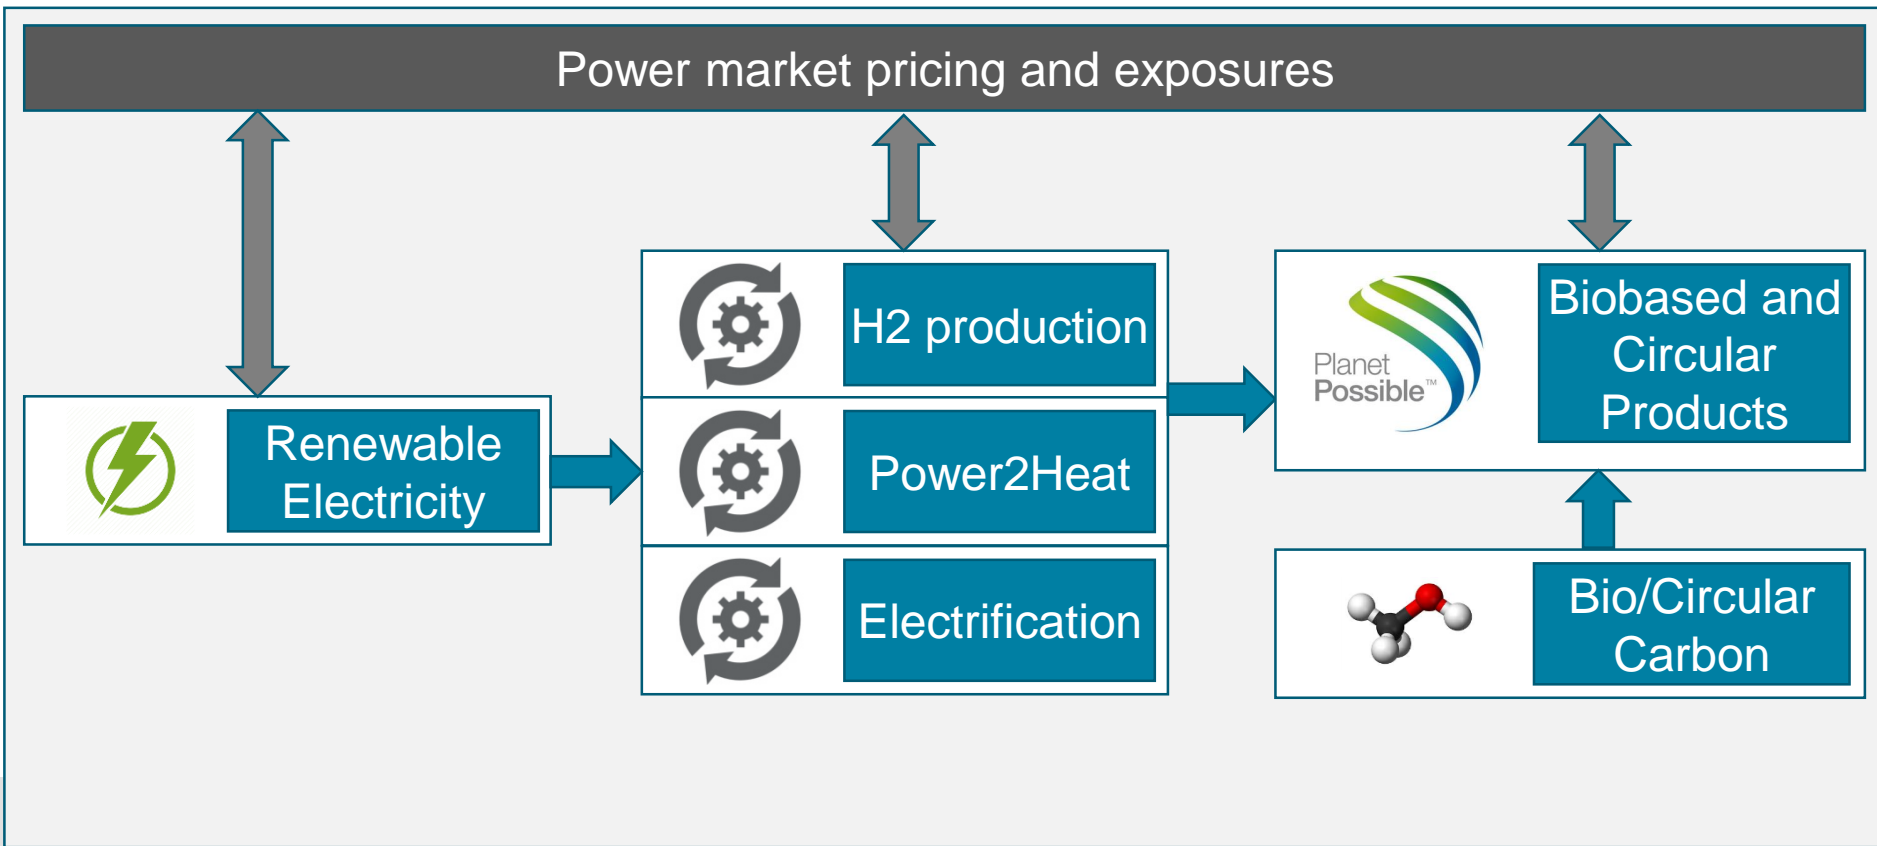 Power market pricing and exposures
H2 production
Power2Heat
Electrification
Renewable
Electricity
Planet
Possible™
Biobased and
Circular
Products
Bio/Circular
Carbon